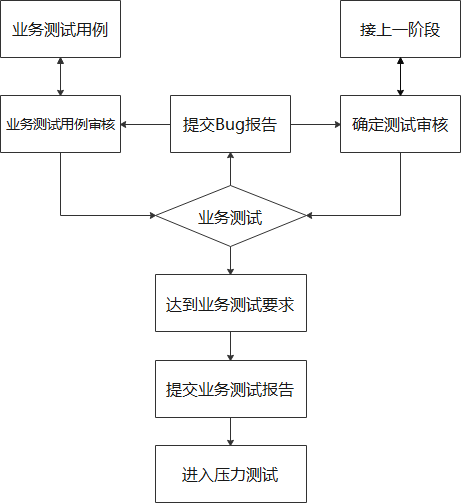 业务测试用例
接上一阶段
业务测试用例审核
提交Bug报告
确定测试审核
业务测试
达到业务测试要求
提交业务测试报告
进入压力测试